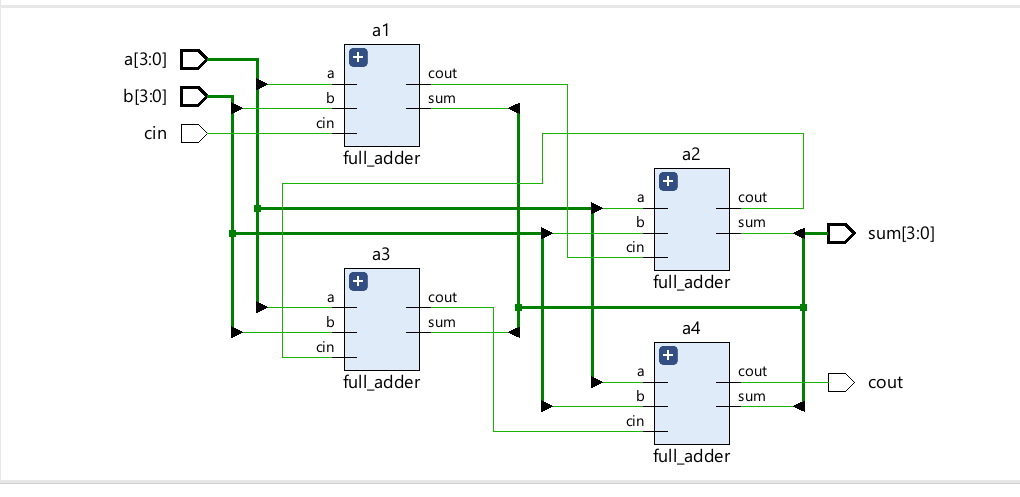 a[3:0]
b[3:0]
cin
a1
a
b
cin
cout
sum
full_adder
a2
a
b
cin
cout
sum
full_adder
sum[3:0]
a3
a
b
cin
cout
sum
full_adder
a4
a
b
cin
cout
sum
full_adder
cout